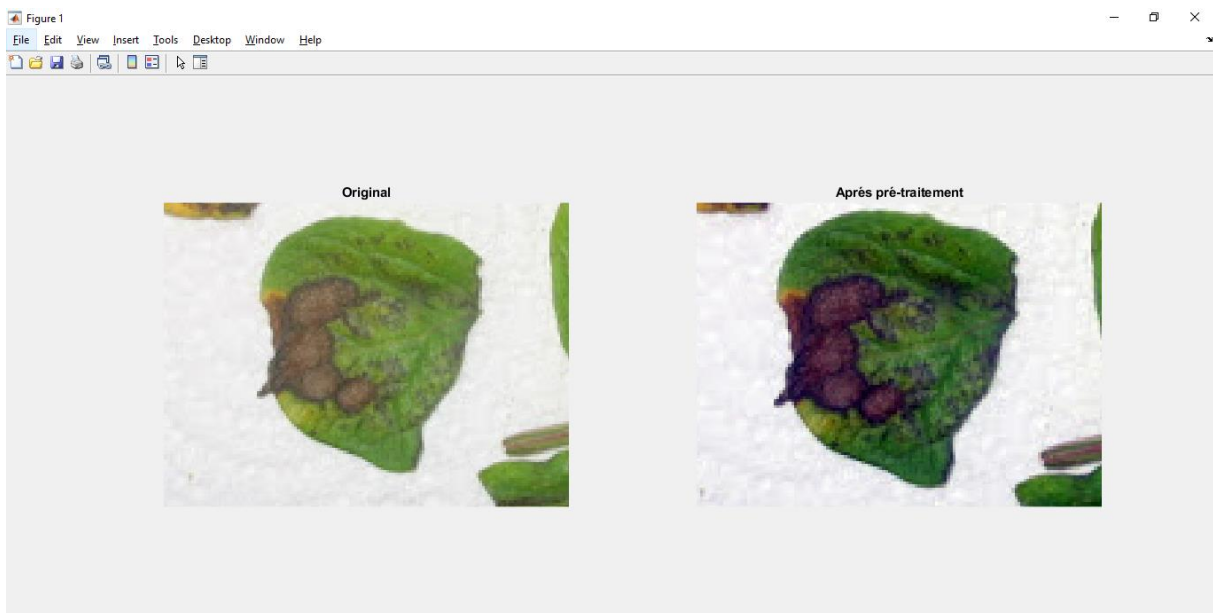 Figure 1
File Edit View Insert Tools Desktop Window Help
Original
Après pré-traitement